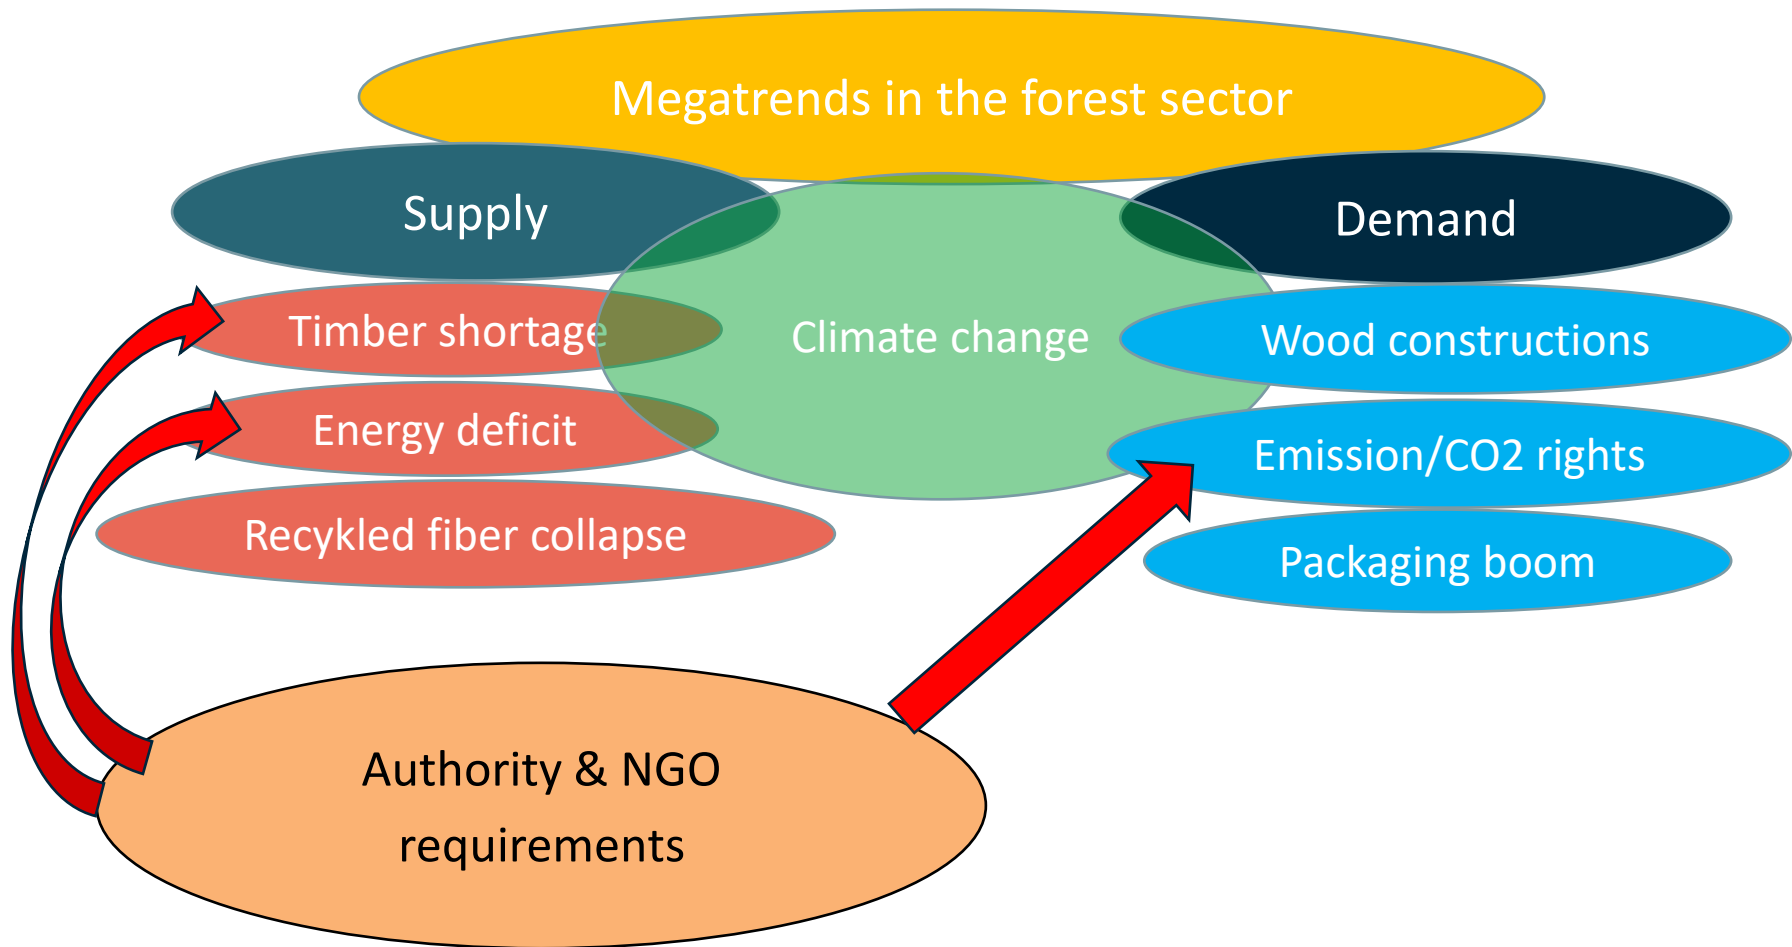 Megatrends in the forest sector
Supply
Demand
Timber shortage
Climate change
Wood constructions
Energy deficit
Emission/CO2 rights
Recykled fiber collapse
Packaging boom
Authority & NGO
requirements